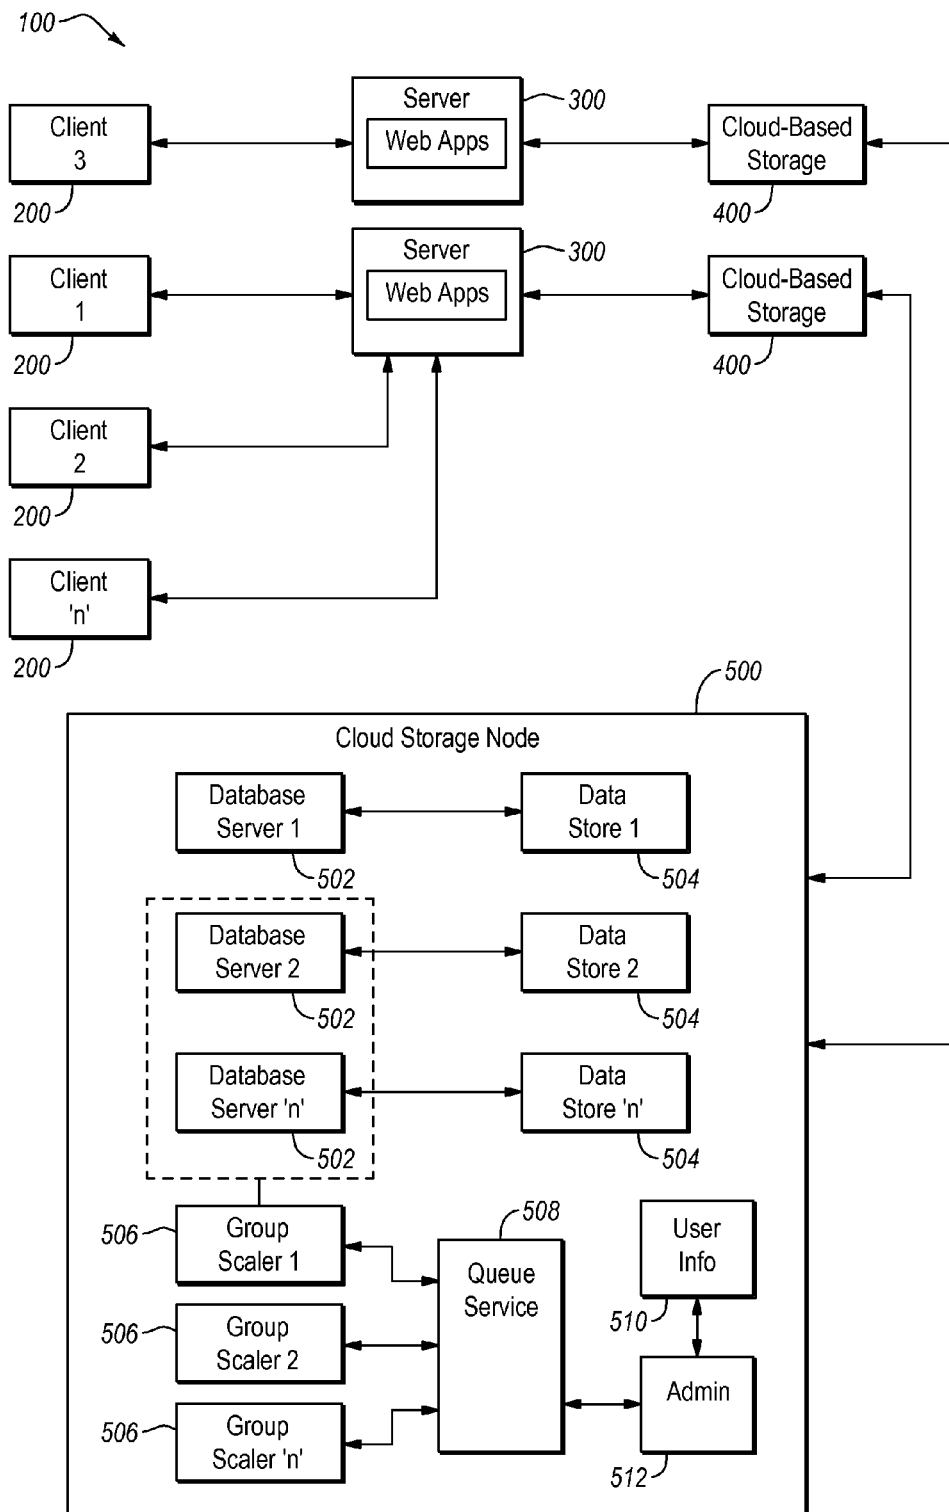 100
Client
3
200
Server
Web Apps
300
Cloud-Based
Storage
400
Client
1
200
Server
Web Apps
300
Cloud-Based
Storage
400
Client
2
200
Client
'n'
200
500
Cloud Storage Node
Database
Server 1
502
Data
Store 1
504
Database
Server 2
502
Data
Store 2
504
Database
Server 'n'
502
Data
Store 'n'
504
506
Group
Scaler 1
506
Group
Scaler 2
506
Group
Scaler 'n'
508
Queue
Service
User
Info
510
Admin
512